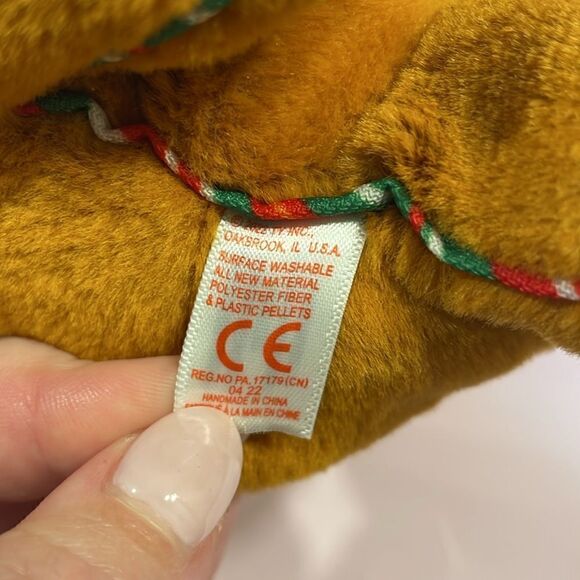 INC.,
OAKBROOK, IL U.S.A.
SURFACE WASHABLE
ALL NEW MATERIAL
POLYESTER FIBER
& PLASTIC PELLETS
CE
REG.NO PA. 17179(CN)
04 22
HANDMADE IN CHINA
À LA MAIN EN CHINE